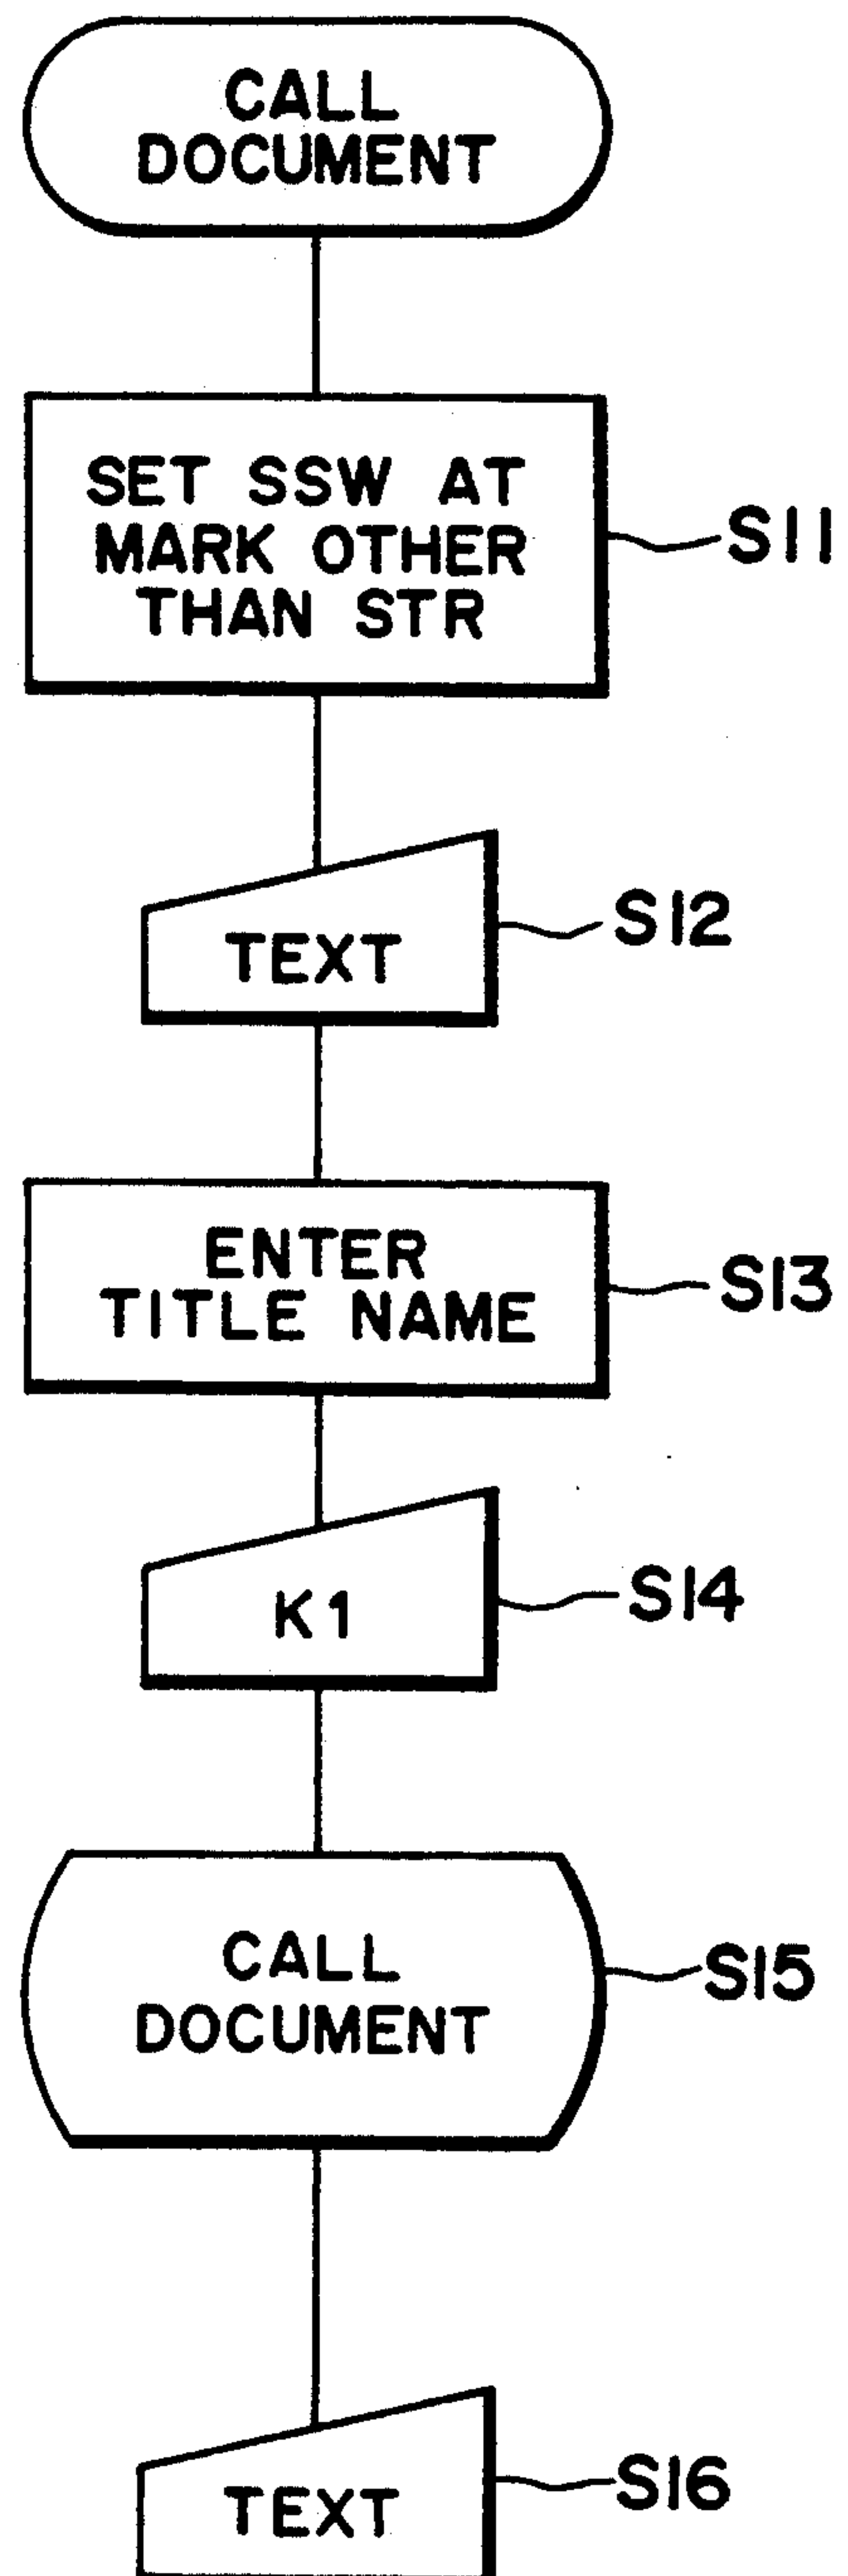 CALL
DOCUMENT
SET SSW AT
MARK OTHER
THAN STR
S11
TEXT
S12
ENTER
TITLE NAME
S13
K1
S14
CALL
DOCUMENT
S15
TEXT
S16